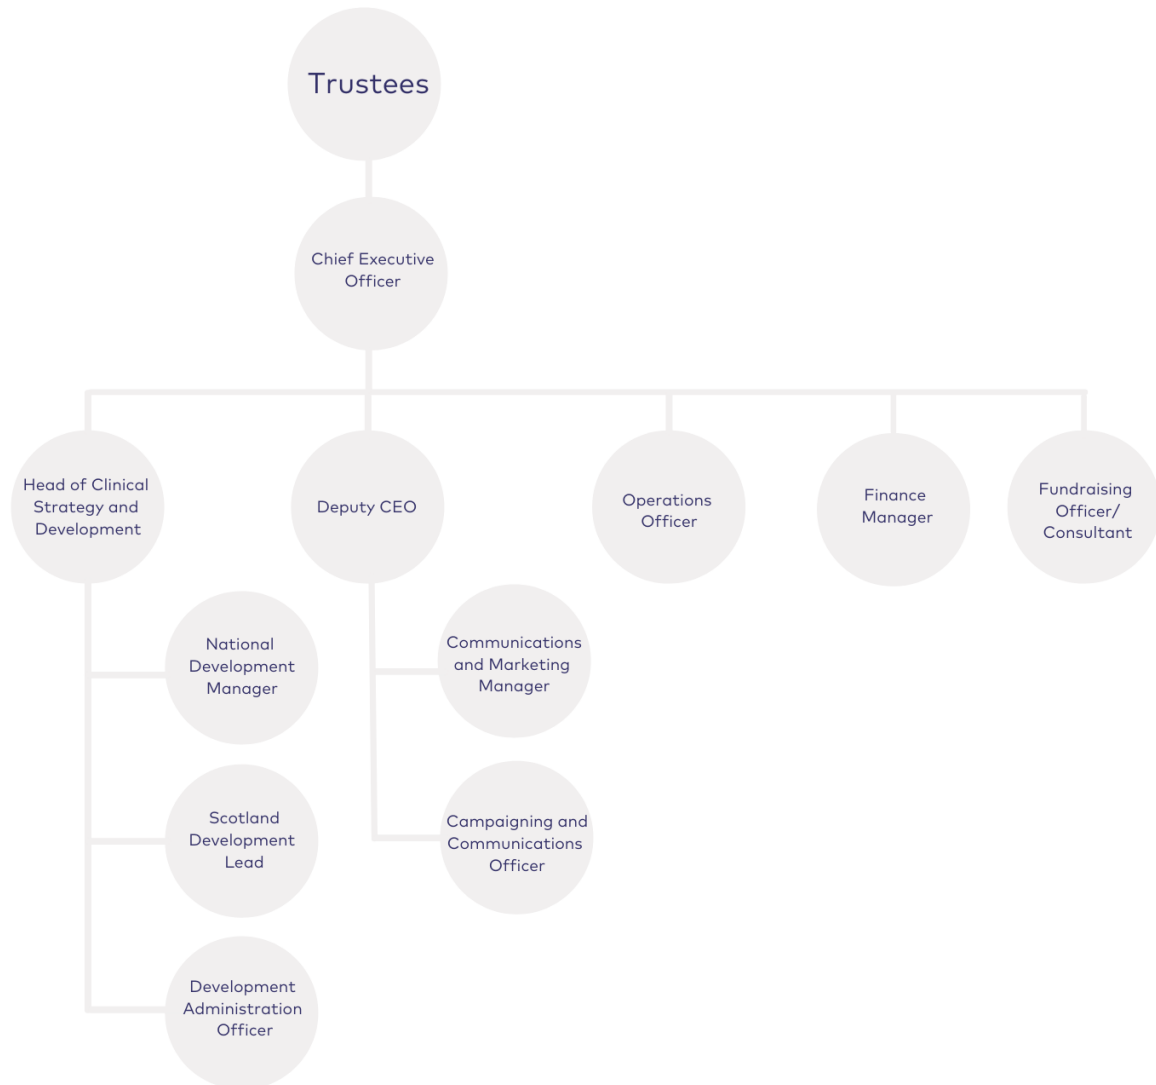 Trustees
Chief Executive
Officer
Head of Clinical
Strategy and
Development
Deputy CEO
Operations
Officer
Finance
Manager
Fundraising
Officer/
Consultant
National
Development
Manager
Communications
and Marketing
Manager
Scotland
Development
Lead
Campaigning and
Communications
Officer
Development
Administration
Officer